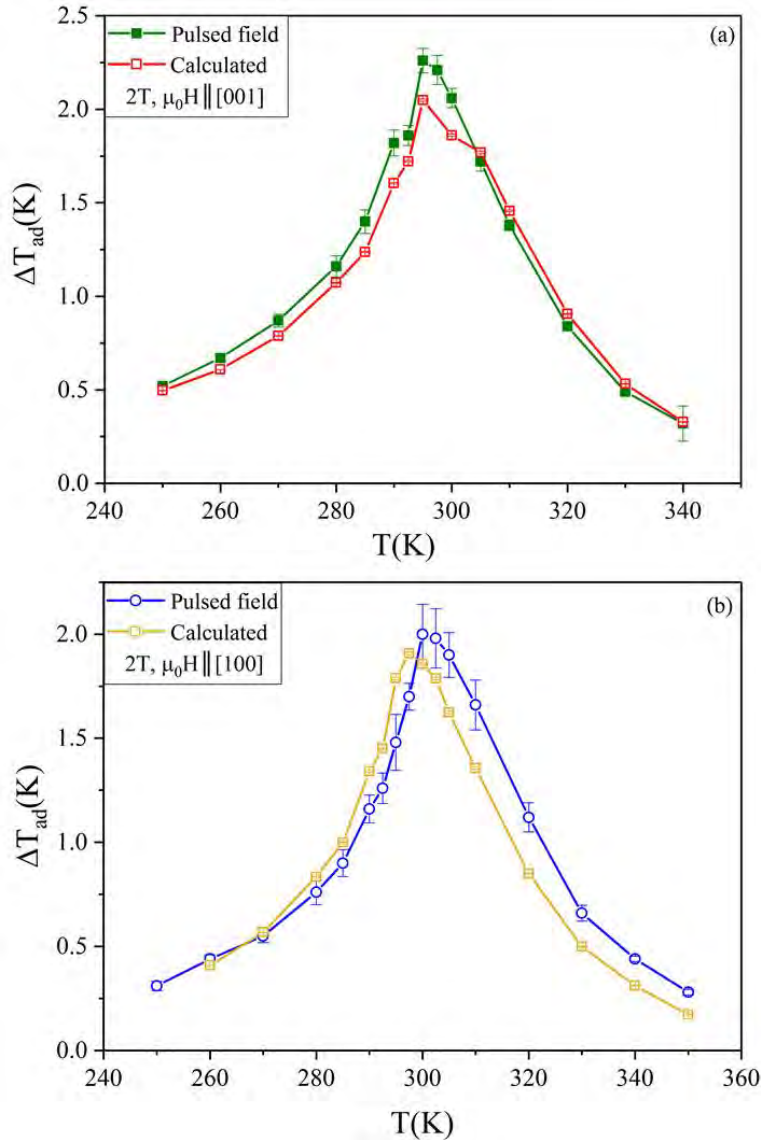 (a)
Pulsed field
Calculated
2T, μ₀H∥[001]
2.5
2.0
1.5
1.0
0.5
0.0
ΔT_ad(K)
240 260 280 300 320 340
T(K)
(b)
Pulsed field
Calculated
2T, μ₀H∥[100]
2.0
1.5
1.0
0.5
0.0
ΔT_ad(K)
240 260 280 300 320 340 360
T(K)